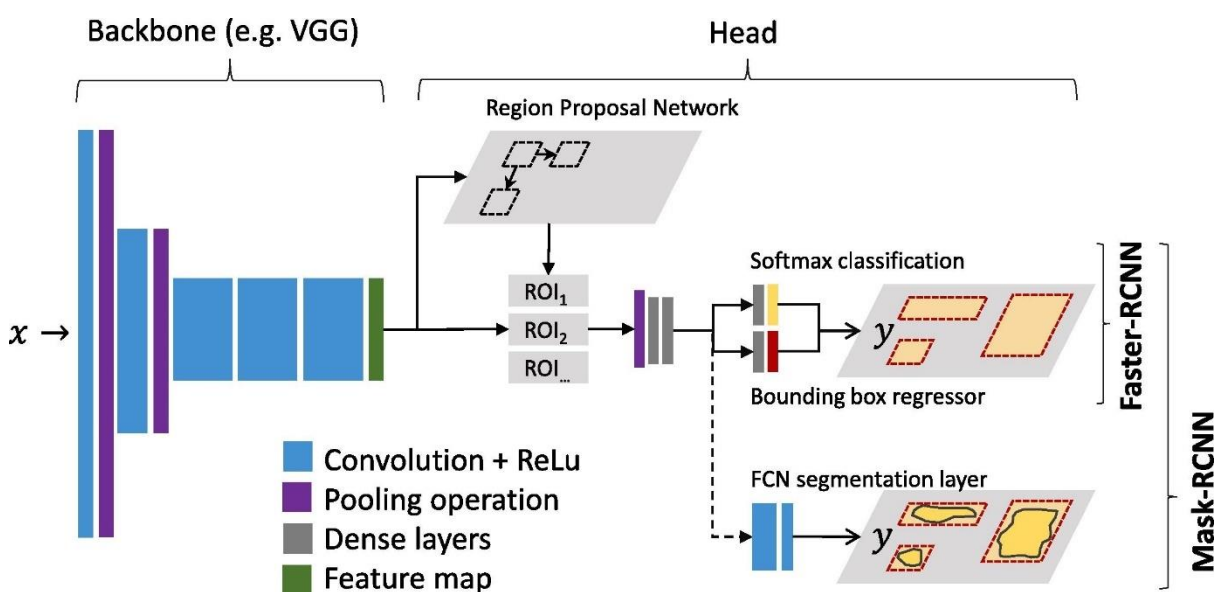 Backbone (e.g. VGG)
Head
Region Proposal Network
x →
ROI1
ROI2
ROI...
Softmax classification
y
Bounding box regressor
Faster-RCNN
FCN segmentation layer
y
Mask-RCNN
Convolution + ReLu
Pooling operation
Dense layers
Feature map